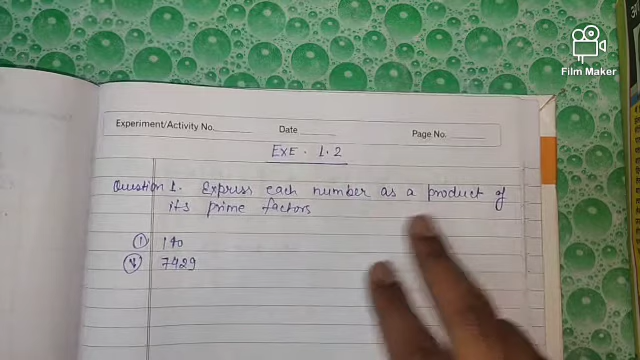 Film Maker
Experiment/Activity No.
Date
Page No.
EXE. 1.2
Question 1. Express each number as a product of
its prime factors
(i) 140
(v) 7429